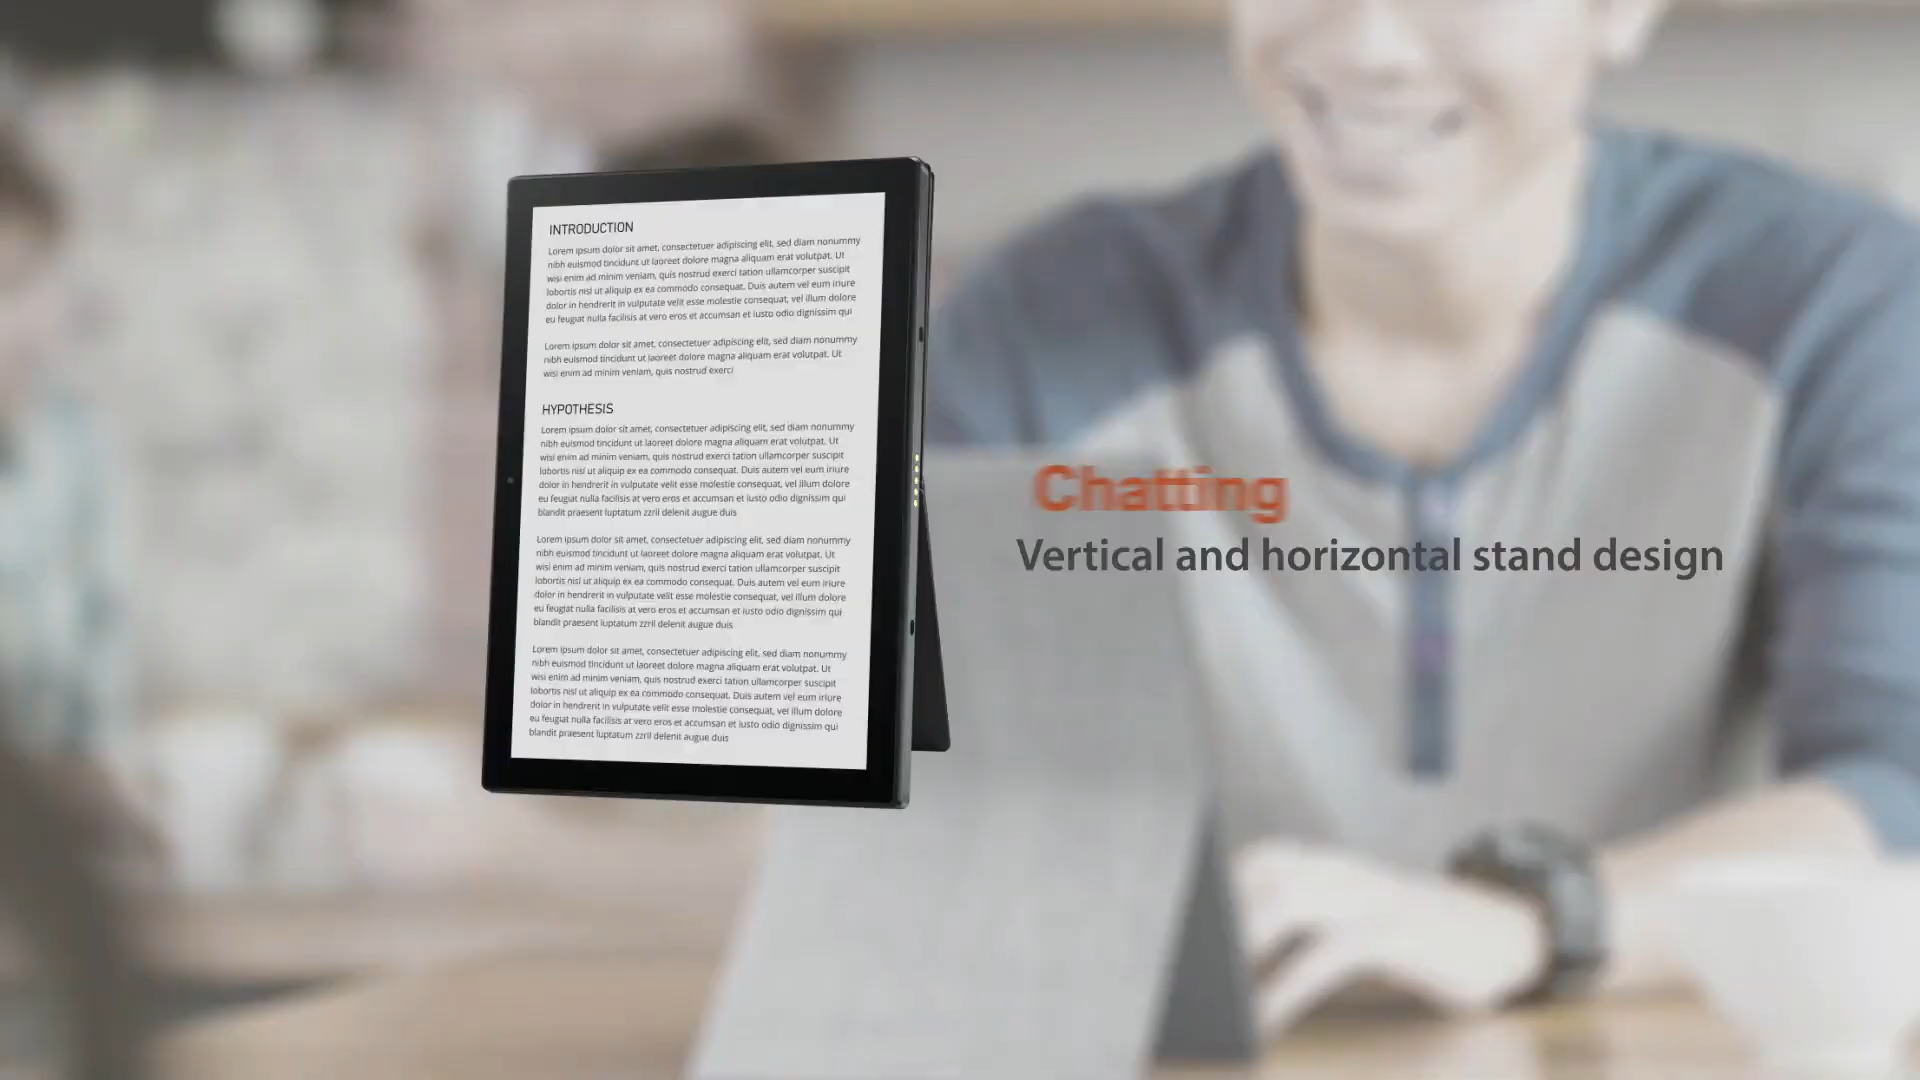 INTRODUCTION
Lorem ipsum dolor sit amet, consectetuer adipiscing elit, sed diam nonummy
nibh euismod tincidunt ut laoreet dolore magna aliquam erat volutpat. Ut
wisi enim ad minim veniam, quis nostrud exerci tation ullamcorper suscipit
lobortis nisl ut aliquip ex ea commodo consequat. Duis autem vel eum iriure
dolor in hendrerit in vulputate velit esse molestie consequat, vel illum dolore
eu feugiat nulla facilisis at vero eros et accumsan et iusto odio dignissim qui
Lorem ipsum dolor sit amet, consectetuer adipiscing elit, sed diam nonummy
nibh euismod tincidunt ut laoreet dolore magna aliquam erat volutpat. Ut
wisi enim ad minim veniam, quis nostrud exerci
HYPOTHESIS
Lorem ipsum dolor sit amet, consectetuer adipiscing elit, sed diam nonummy
nibh euismod tincidunt ut laoreet dolore magna aliquam erat volutpat. Ut
wisi enim ad minim veniam, quis nostrud exerci tation ullamcorper suscipit
lobortis nisl ut aliquip ex ea commodo consequat. Duis autem vel eum iriure
dolor in hendrerit in vulputate velit esse molestie consequat, vel illum dolore
eu feugiat nulla facilisis at vero eros et accumsan et iusto odio dignissim qui
blandit praesent luptatum zzril delenit augue duis
Lorem ipsum dolor sit amet, consectetuer adipiscing elit, sed diam nonummy
nibh euismod tincidunt ut laoreet dolore magna aliquam erat volutpat. Ut
wisi enim ad minim veniam, quis nostrud exerci tation ullamcorper suscipit
lobortis nisl ut aliquip ex ea commodo consequat. Duis autem vel eum iriure
dolor in hendrerit in vulputate velit esse molestie consequat, vel illum dolore
eu feugiat nulla facilisis at vero eros et accumsan et iusto odio dignissim qui
blandit praesent luptatum zzril delenit augue duis
Lorem ipsum dolor sit amet, consectetuer adipiscing elit, sed diam nonummy
nibh euismod tincidunt ut laoreet dolore magna aliquam erat volutpat. Ut
wisi enim ad minim veniam, quis nostrud exerci tation ullamcorper suscipit
lobortis nisl ut aliquip ex ea commodo consequat. Duis autem vel eum iriure
dolor in hendrerit in vulputate velit esse molestie consequat, vel illum dolore
eu feugiat nulla facilisis at vero eros et accumsan et iusto odio dignissim qui
blandit praesent luptatum zzril delenit augue duis
Chatting
Vertical and horizontal stand design